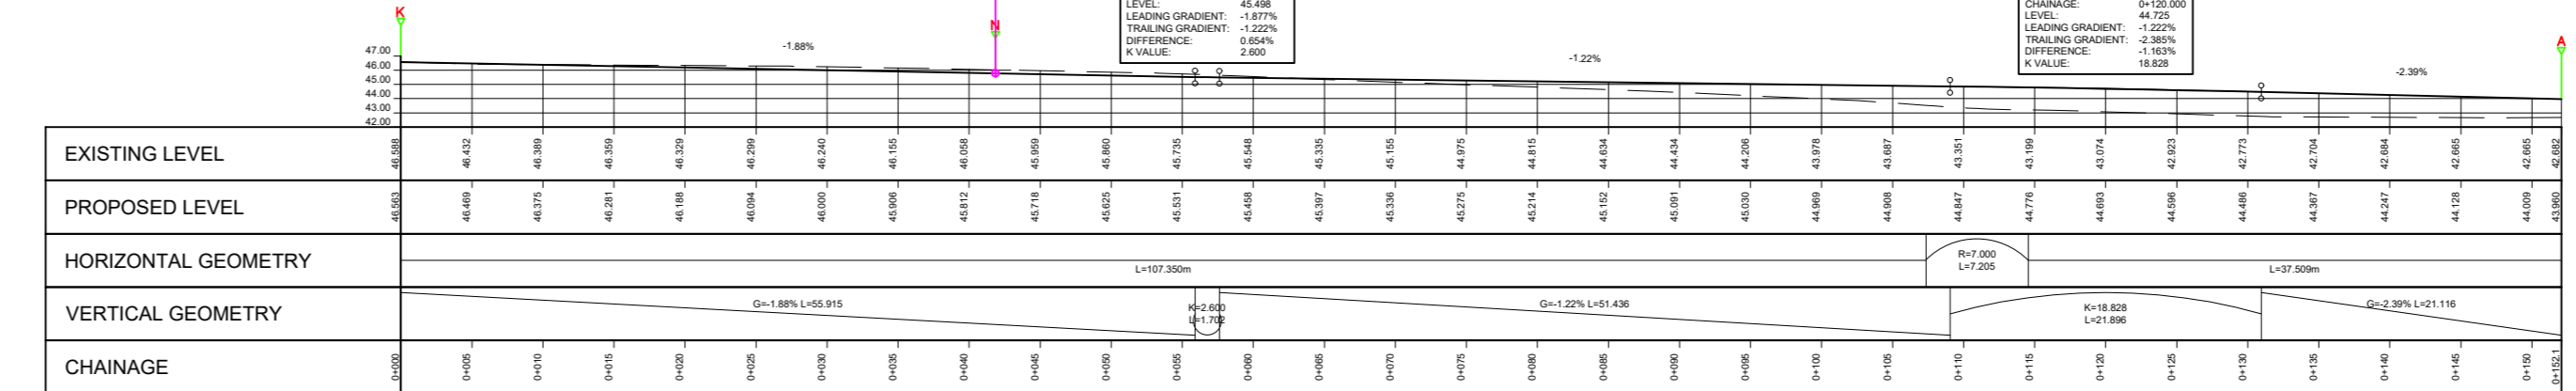 K
N
A
LEVEL: 45.498
LEADING GRADIENT: -1.877%
TRAILING GRADIENT: -1.222%
DIFFERENCE: 0.654%
K VALUE: 2.600
CHAINAGE: 0+120.000
LEVEL: 44.725
LEADING GRADIENT: -1.222%
TRAILING GRADIENT: -2.385%
DIFFERENCE: -1.163%
K VALUE: 18.828
-1.88% -1.22% -2.39%
47.00
46.00
45.00
44.00
43.00
42.00
EXISTING LEVEL 46.588 46.432 46.389 46.359 46.329 46.299 46.240 46.155 46.058 45.959 45.860 45.735 45.548 45.335 45.155 44.975 44.815 44.634 44.434 44.206 43.978 43.687 43.351 43.199 43.074 42.923 42.773 42.704 42.684 42.665 42.665 42.682
PROPOSED LEVEL 46.563 46.469 46.375 46.281 46.188 46.094 46.000 45.906 45.812 45.718 45.625 45.531 45.458 45.397 45.336 45.275 45.214 45.152 45.091 45.030 44.969 44.908 44.847 44.776 44.693 44.596 44.486 44.367 44.247 44.128 44.009 43.960
HORIZONTAL GEOMETRY L=107.350m R=7.000 L=7.205 L=37.509m
VERTICAL GEOMETRY G=-1.88% L=55.915 K=2.600 L=1.702 G=-1.22% L=51.436 K=18.828 L=21.896 G=-2.39% L=21.116
CHAINAGE 0+000 0+005 0+010 0+015 0+020 0+025 0+030 0+035 0+040 0+045 0+050 0+055 0+060 0+065 0+070 0+075 0+080 0+085 0+090 0+095 0+100 0+105 0+110 0+115 0+120 0+125 0+130 0+135 0+140 0+145 0+150 0+152.1